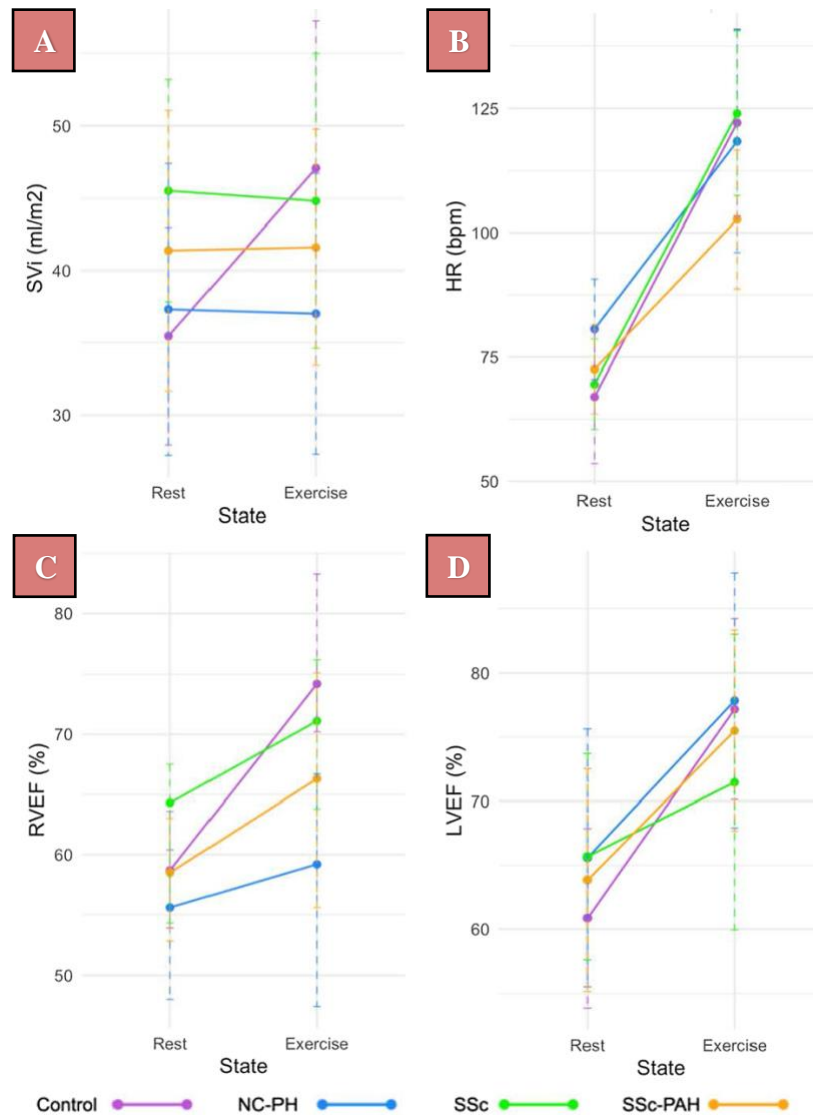 A
SVi (ml/m2)
50
40
30
Rest
Exercise
State
B
HR (bpm)
125
100
75
50
Rest
Exercise
State
C
RVEF (%)
80
70
60
50
Rest
Exercise
State
D
LVEF (%)
80
70
60
Rest
Exercise
State
Control
NC-PH
SSc
SSc-PAH